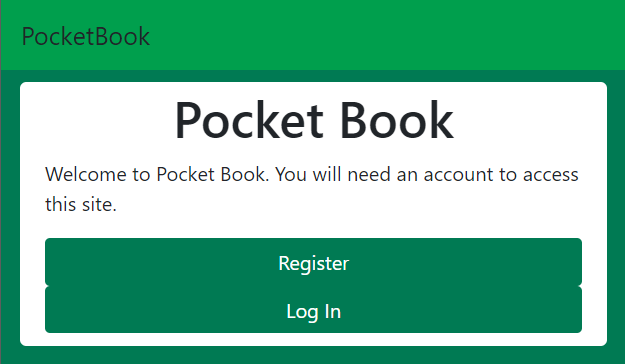 PocketBook
Pocket Book
Welcome to Pocket Book. You will need an account to access
this site.
Register
Log In